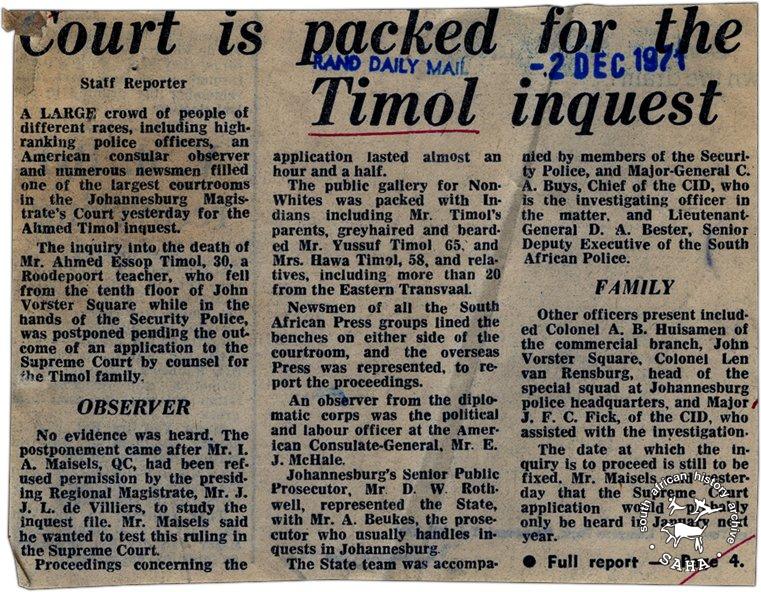 Court is packed for the
RAND DAILY MAIL
-2 DEC 1971
Timol inquest
Staff Reporter
A LARGE crowd of people of
different races, including high-
ranking police officers, an
American consular observer
and numerous newsmen filled
one of the largest courtrooms
in the Johannesburg Magis-
trate's Court yesterday for the
Ahmed Timol inquest.
The inquiry into the death of
Mr. Ahmed Essop Timol, 30, a
Roodepoort teacher, who fell
from the tenth floor of John
Vorster Square while in the
hands of the Security Police,
was postponed pending the out-
come of an application to the
Supreme Court by counsel for
the Timol family.
OBSERVER
No evidence was heard. The
postponement came after Mr. I.
A. Maisels, QC, had been ref-
used permission by the presid-
ing Regional Magistrate, Mr. J.
J. L. de Villiers, to study the
inquest file. Mr. Maisels said
he wanted to test this ruling in
the Supreme Court.
Proceedings concerning the
application lasted almost an
hour and a half.
The public gallery for Non-
Whites was packed with In-
dians including Mr. Timol's
parents, greyhaired and beard-
ed Mr. Yussuf Timol 65, and
Mrs. Hawa Timol, 58, and rela-
tives, including more than 20
from the Eastern Transvaal.
Newsmen of all the South
African Press groups lined the
benches on either side of the
courtroom, and the overseas
Press was represented, to re-
port the proceedings.
An observer from the diplo-
matic corps was the political
and labour officer at the Amer-
ican Consulate-General, Mr. E.
J. McHale.
Johannesburg's Senior Public
Prosecutor, Mr. D. W. Roth-
well, represented the State,
with Mr. A. Beukes, the prose-
cutor who usually handles in-
quests in Johannesburg
The State team was accompa-
nied by members of the Securi-
ty Police, and Major-General C.
A. Buys, Chief of the CID, who
is the investigating officer in
the matter, and Lieutenant-
General D. A. Bester, Senior
Deputy Executive of the South
African Police.
FAMILY
Other officers present includ-
ed Colonel A. B. Huisamen of
the commercial branch, John
Vorster Square, Colonel Len
van Rensburg, head of the
special squad at Johannesburg
police headquarters, and Major
J. F. C. Fick, of the CID, who
assisted with the investigation.
The date at which the in-
quiry is to proceed is still to be
fixed. Mr. Maisels yester-
day that the Supreme Court
application
only be heard in January next
year.
● Full report — Page 4.
south african history archive
SAHA